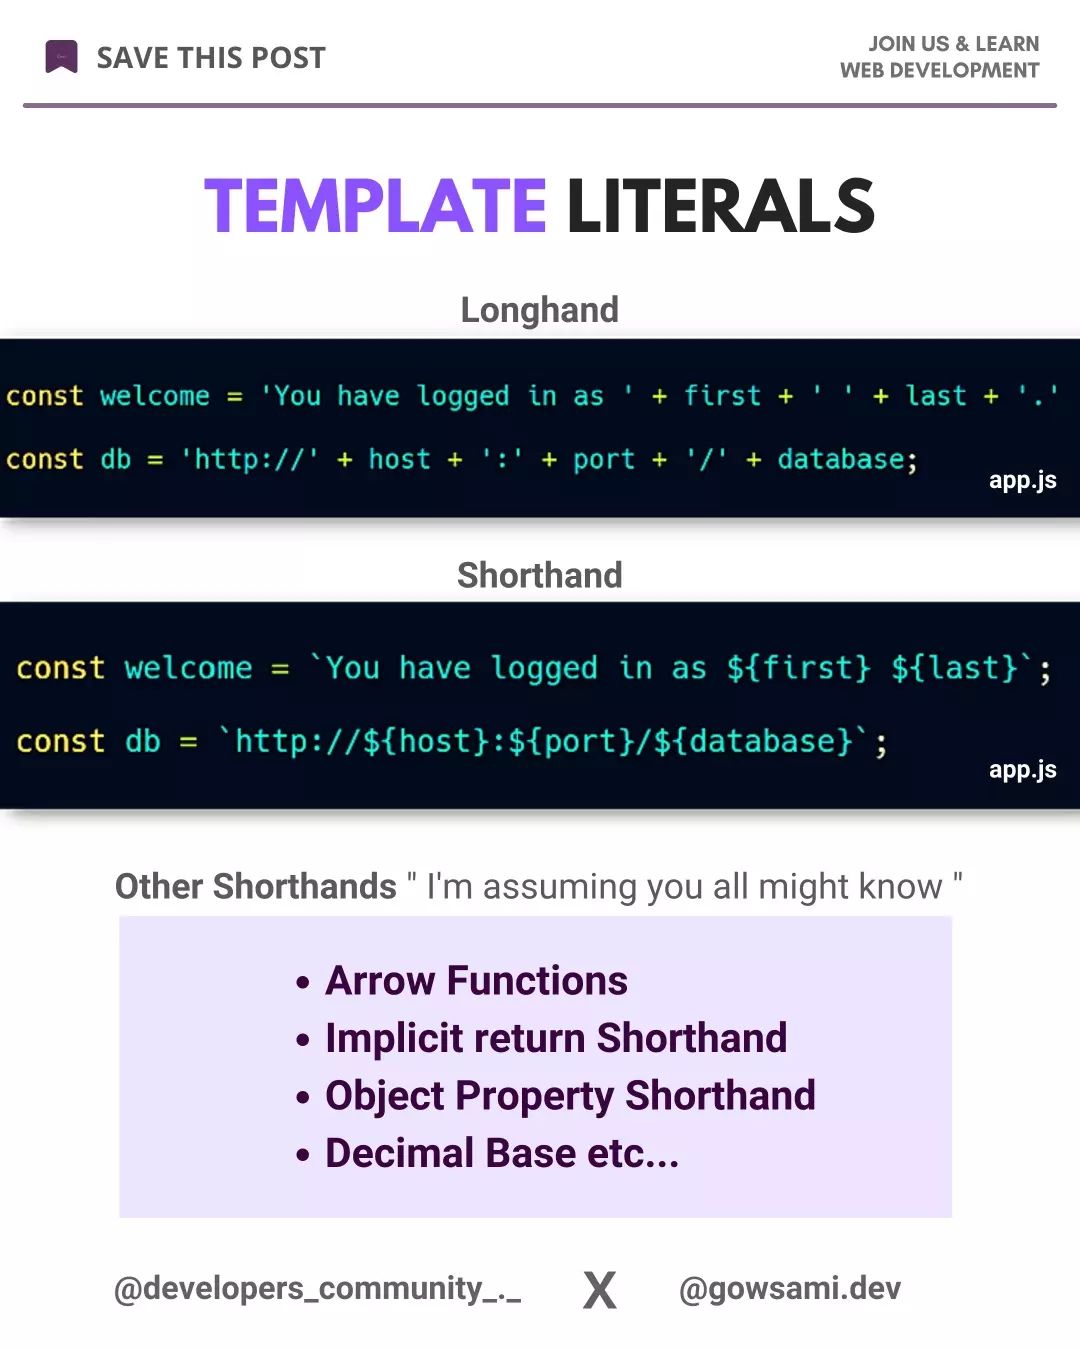 SAVE THIS POST
JOIN US & LEARN
WEB DEVELOPMENT
TEMPLATE LITERALS
Longhand
const welcome = 'You have logged in as ' + first + ' ' + last + '.'
const db = 'http://' + host + ':' + port + '/' + database;
app.js
Shorthand
const welcome = `You have logged in as ${first} ${last}`;
const db = `http://${host}:${port}/${database}`;
app.js
Other Shorthands " I'm assuming you all might know "
• Arrow Functions
• Implicit return Shorthand
• Object Property Shorthand
• Decimal Base etc...
@developers_community_._ X @gowsami.dev